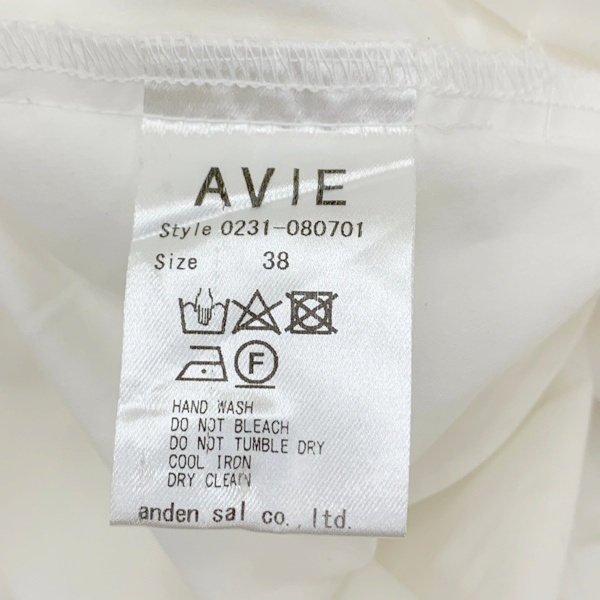 AVIE
Style 0231-080701
Size 38
F
HAND WASH
DO NOT BLEACH
DO NOT TUMBLE DRY
COOL IRON
DRY CLEAN
anden sal co., ltd.